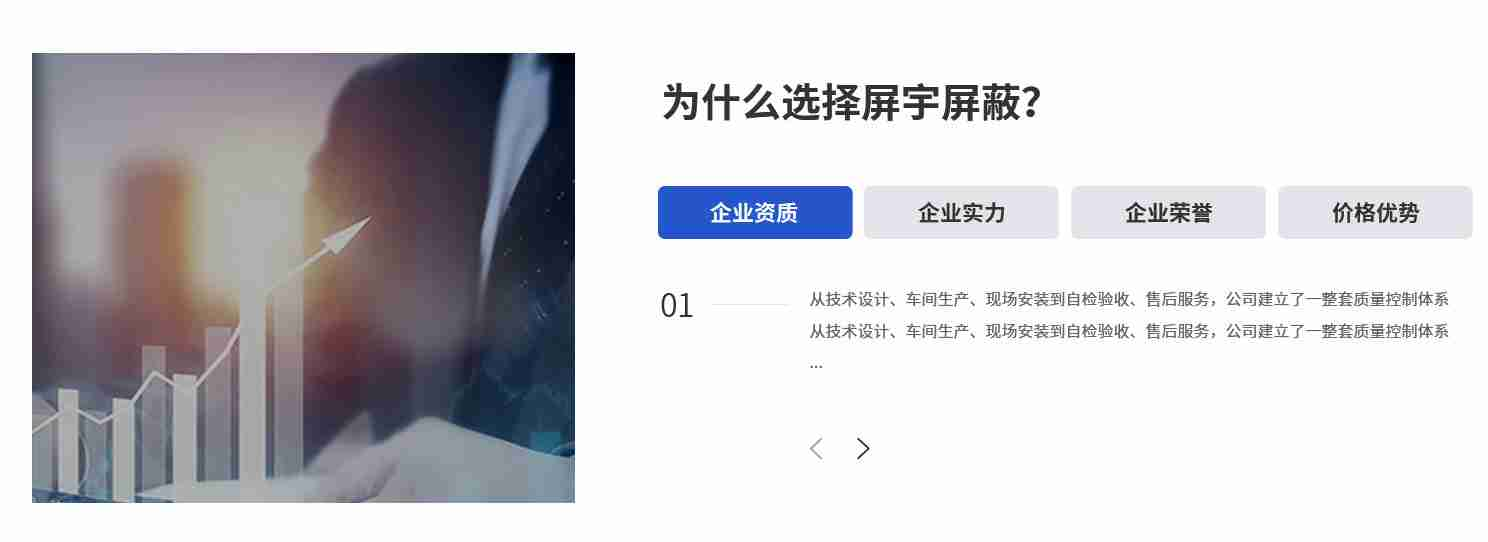 为什么选择屏宇屏蔽?
企业资质
企业实力
企业荣誉
价格优势
01
从技术设计、车间生产、现场安装到自检验收、售后服务，公司建立了一整套质量控制体系
从技术设计、车间生产、现场安装到自检验收、售后服务，公司建立了一整套质量控制体系
...